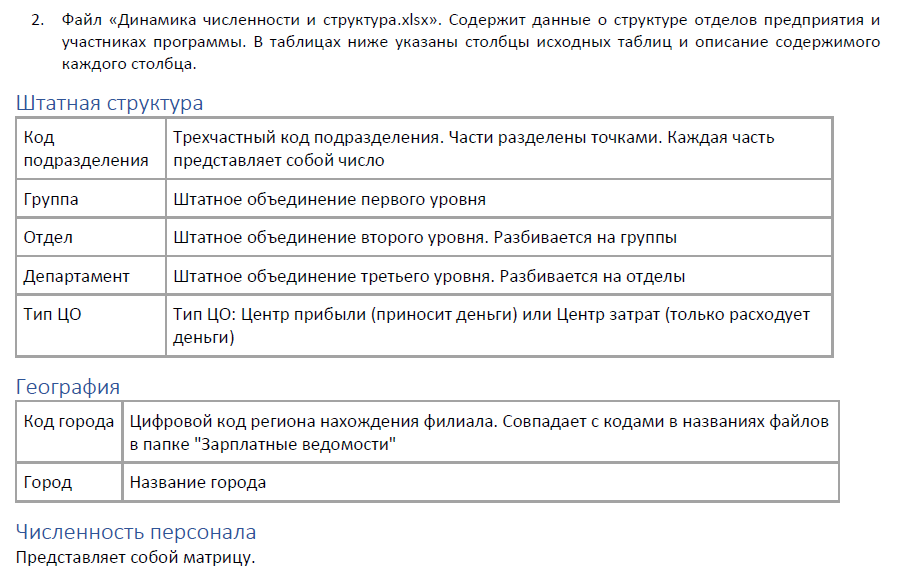 2. Файл «Динамика численности и структура.xlsx». Содержит данные о структуре отделов предприятия и
участниках программы. В таблицах ниже указаны столбцы исходных таблиц и описание содержимого
каждого столбца.
Штатная структура
Код
подразделения
Трехчастный код подразделения. Части разделены точками. Каждая часть
представляет собой число
Группа
Штатное объединение первого уровня
Отдел
Штатное объединение второго уровня. Разбивается на группы
Департамент
Штатное объединение третьего уровня. Разбивается на отделы
Тип ЦО
Тип ЦО: Центр прибыли (приносит деньги) или Центр затрат (только расходует
деньги)
География
Код города
Цифровой код региона нахождения филиала. Совпадает с кодами в названиях файлов
в папке "Зарплатные ведомости"
Город
Название города
Численность персонала
Представляет собой матрицу.